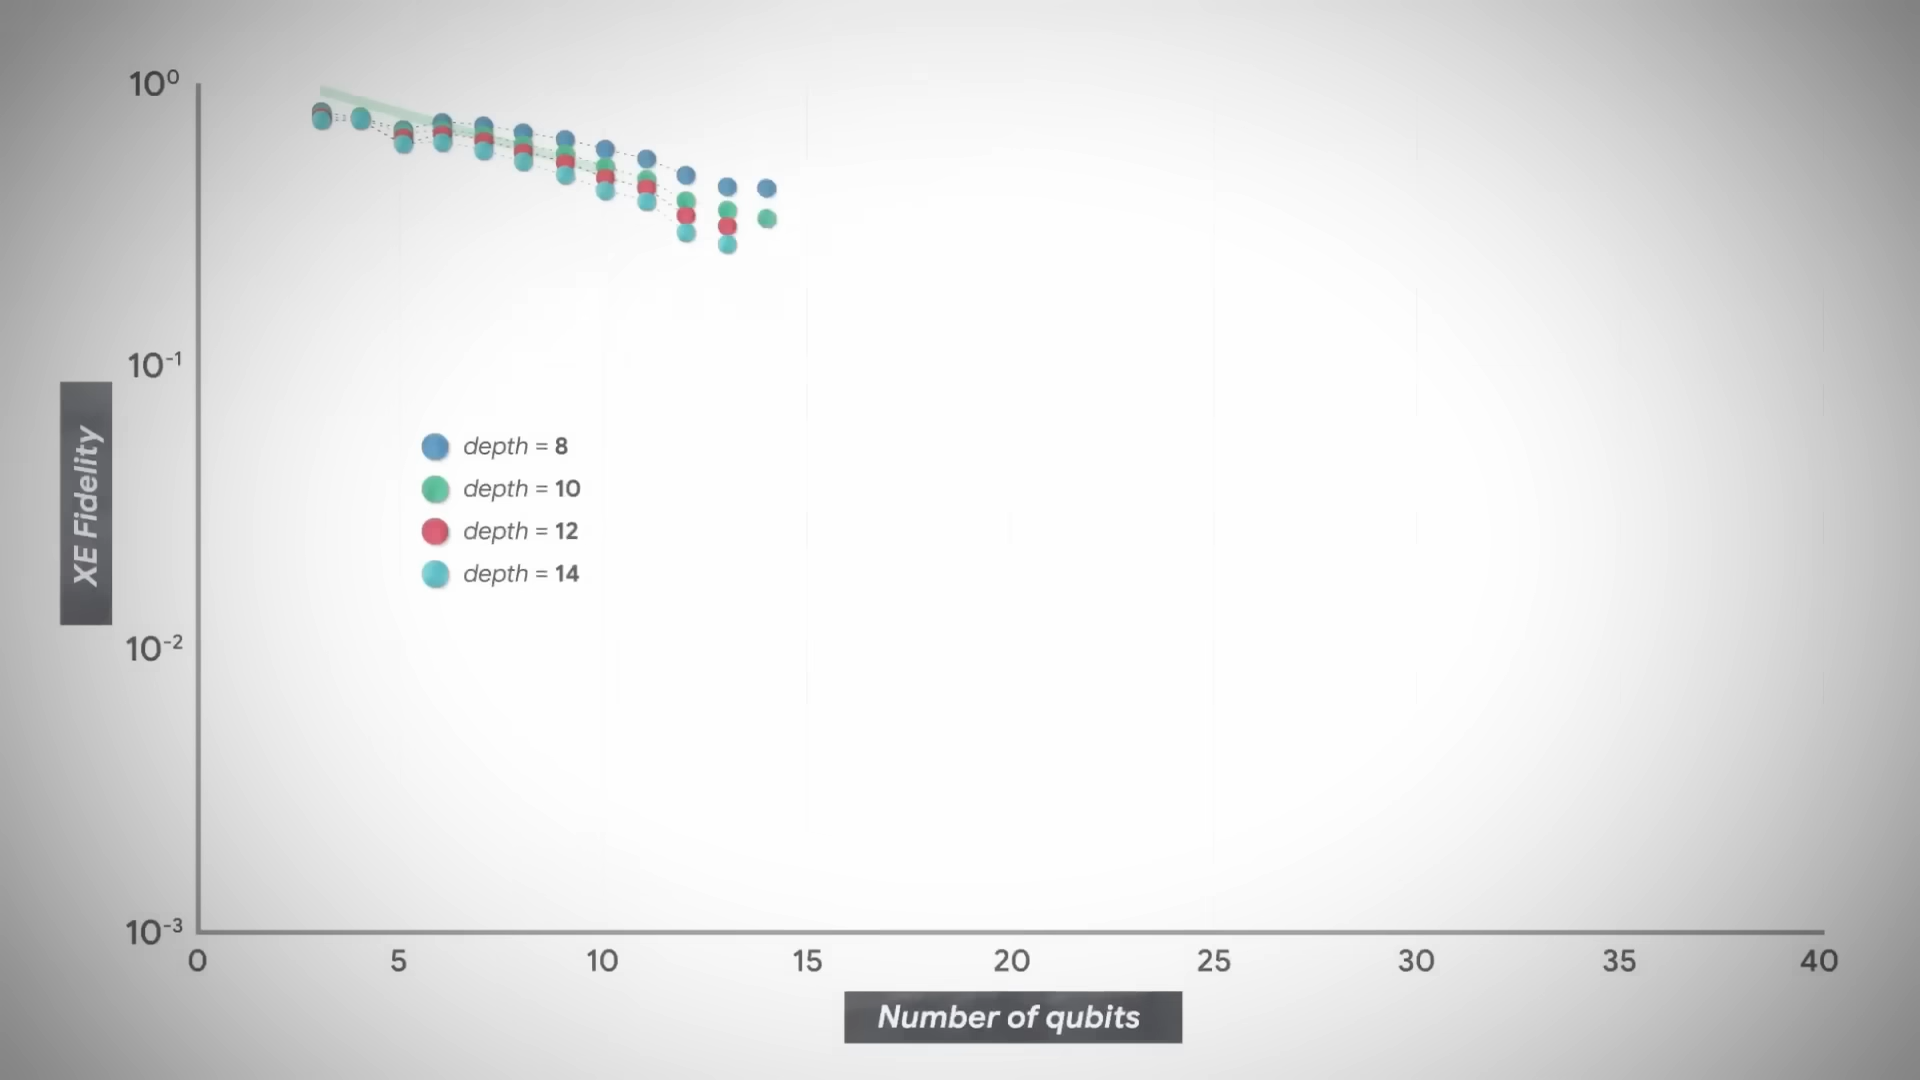 10⁰
10⁻¹
10⁻²
10⁻³
XE Fidelity
depth = 8
depth = 10
depth = 12
depth = 14
0 5 10 15 20 25 30 35 40
Number of qubits